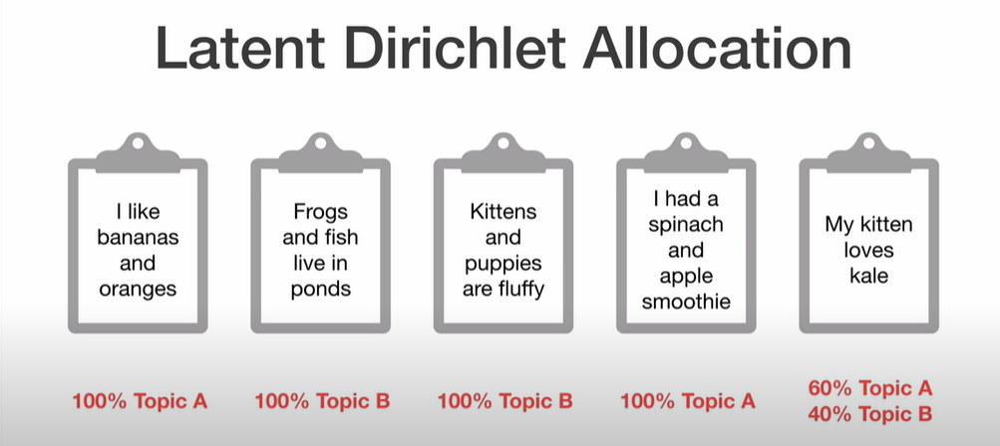 Latent Dirichlet Allocation
I like
bananas
and
oranges
Frogs
and fish
live in
ponds
Kittens
and
puppies
are fluffy
I had a
spinach
and
apple
smoothie
My kitten
loves
kale
100% Topic A
100% Topic B
100% Topic B
100% Topic A
60% Topic A
40% Topic B